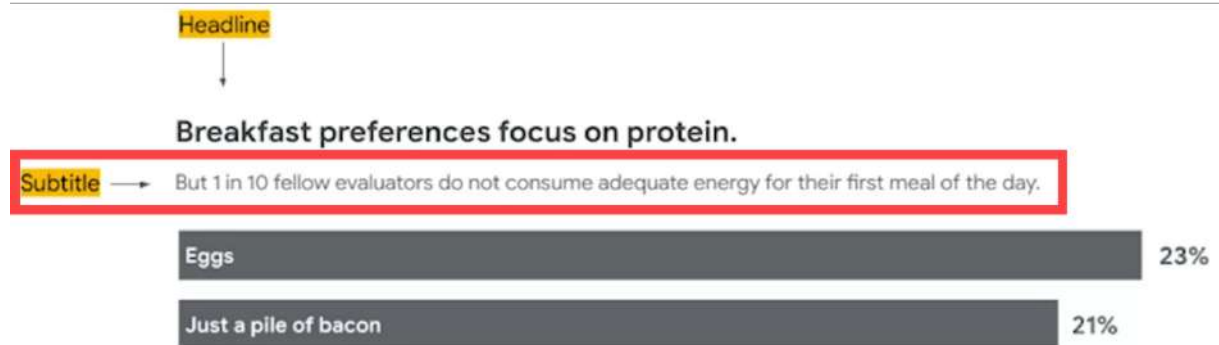 Headline
Breakfast preferences focus on protein.
Subtitle But 1 in 10 fellow evaluators do not consume adequate energy for their first meal of the day.
Eggs 23%
Just a pile of bacon 21%